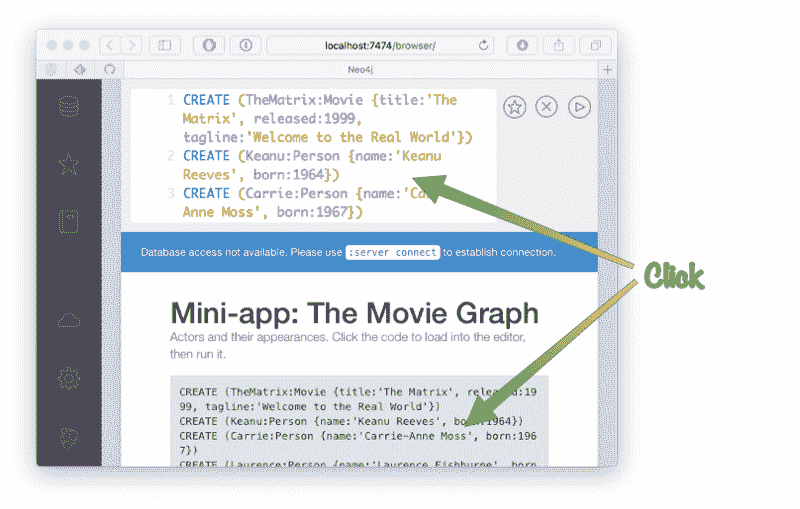 localhost:7474/browser/
Neo4j
1 CREATE (TheMatrix:Movie {title:'The
Matrix', released:1999,
tagline:'Welcome to the Real World'})
2 CREATE (Keanu:Person {name:'Keanu
Reeves', born:1964})
3 CREATE (Carrie:Person {name:'Ca
Anne Moss', born:1967})
Database access not available. Please use :server connect to establish connection.
Click
Mini-app: The Movie Graph
Actors and their appearances. Click the code to load into the editor,
then run it.
CREATE (TheMatrix:Movie {title:'The Matrix', released:19
99, tagline:'Welcome to the Real World'})
CREATE (Keanu:Person {name:'Keanu Reeves', born:1964})
CREATE (Carrie:Person {name:'Carrie-Anne Moss', born:196
7})
CREATE (Laurence:Person {name:'Laurence Fishburne', born